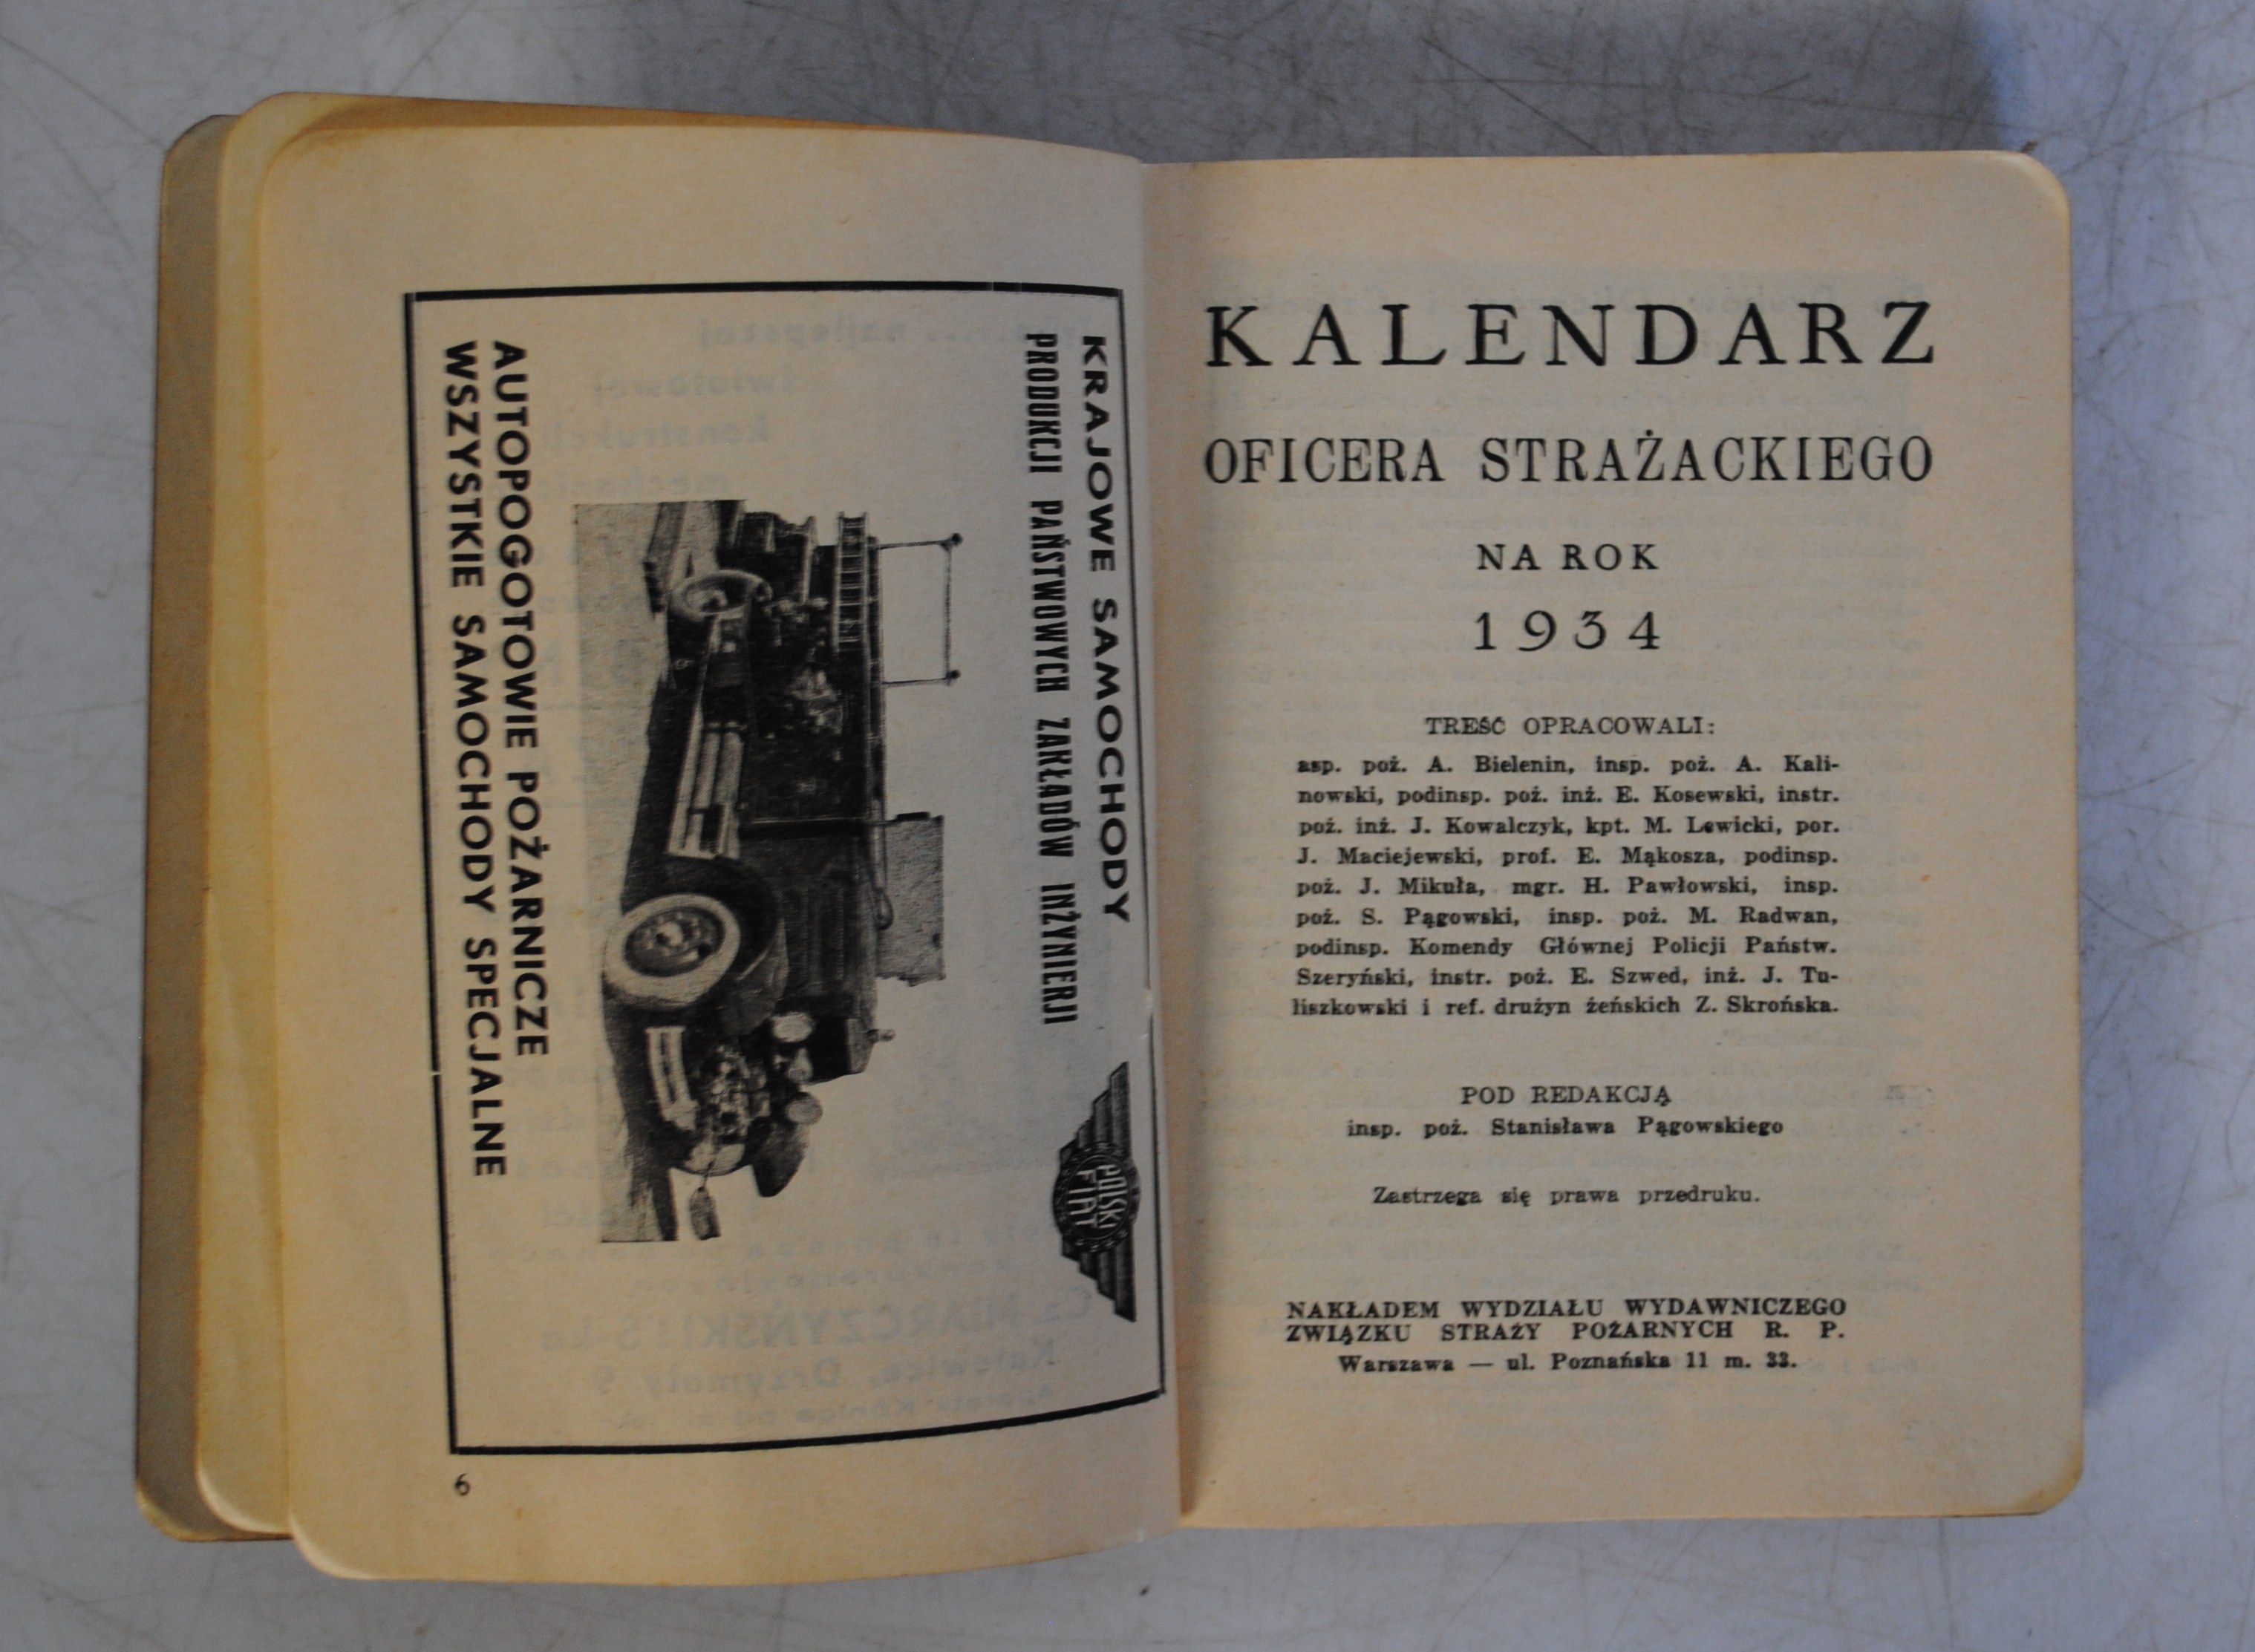 KRAJOWE SAMOCHODY
PRODUKCJI PAŃSTWOWYCH ZAKŁADÓW INŻYNIERJI
POLSKI
FIAT
AUTOPOGOTOWIE POŻARNICZE
WSZYSTKIE SAMOCHODY SPECJALNE
6
KALENDARZ
OFICERA STRAŻACKIEGO
NA ROK
1934
TREŚĆ OPRACOWALI:
asp. poż. A. Bielenin, insp. poż. A. Kali-
nowski, podinsp. poż. inż. E. Kosewski, instr.
poż. inż. J. Kowalczyk, kpt. M. Lewicki, por.
J. Maciejewski, prof. E. Mąkosza, podinsp.
poż. J. Mikuła, mgr. H. Pawłowski, insp.
poż. S. Pągowski, insp. poż. M. Radwan,
podinsp. Komendy Głównej Policji Państw.
Szeryński, instr. poż. E. Szwed, inż. J. Tu-
liszkowski i ref. drużyn żeńskich Z. Skrońska.
POD REDAKCJĄ
insp. poż. Stanisława Pągowskiego
Zastrzega się prawa przedruku.
NAKŁADEM WYDZIAŁU WYDAWNICZEGO
ZWIĄZKU STRAŻY POŻARNYCH R. P.
Warszawa — ul. Poznańska 11 m. 33.